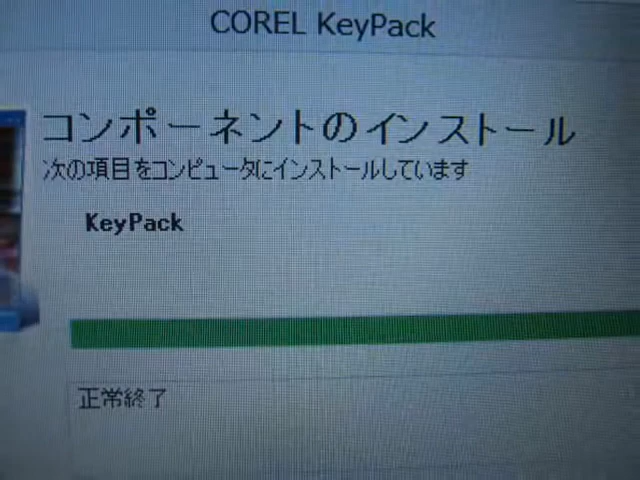 COREL KeyPack
コンポーネントのインストール
次の項目をコンピュータにインストールしています
KeyPack
正常終了